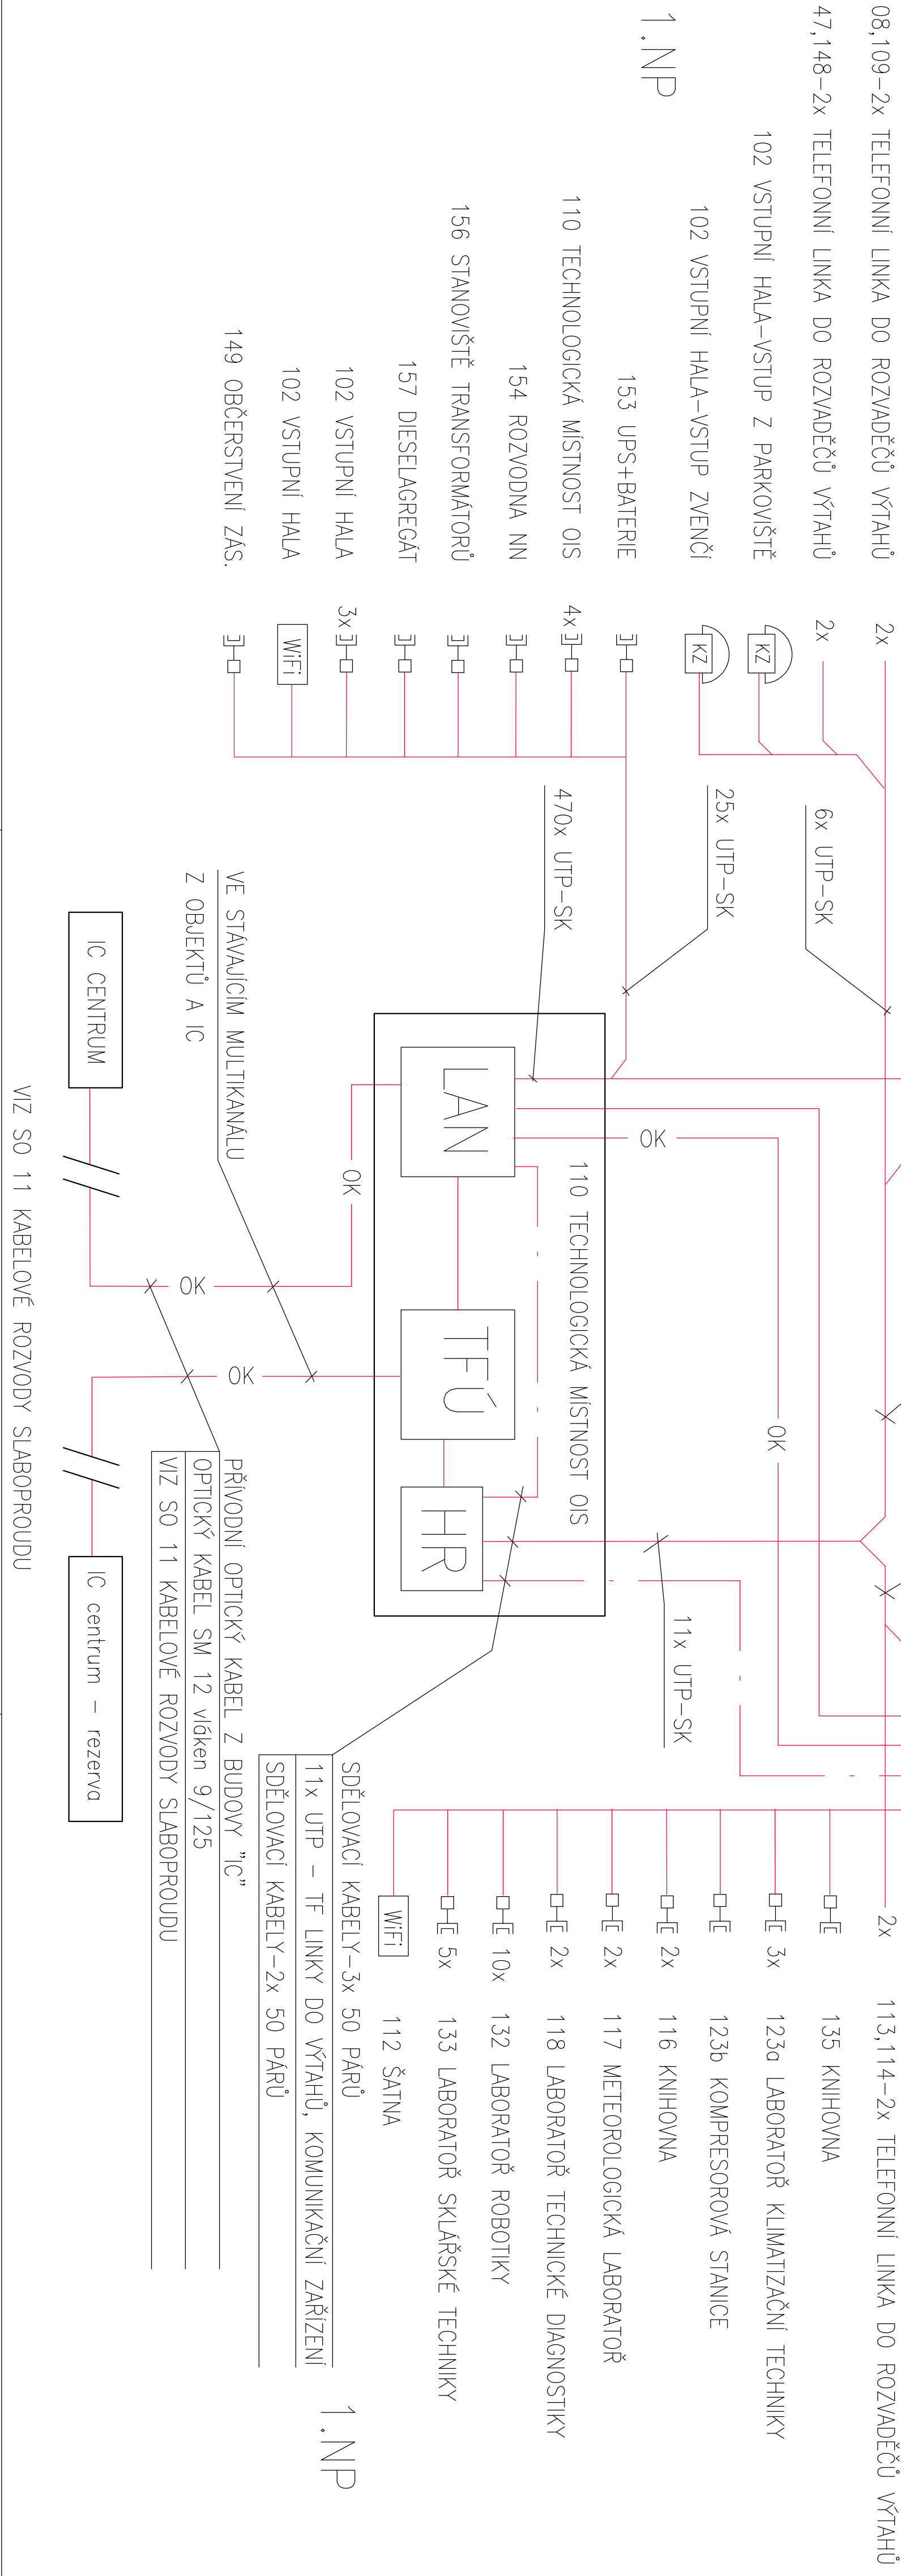 08,109-2x TELEFONNÍ LINKA DO ROZVADĚČŮ VÝTAHŮ
2x
47,148-2x TELEFONNÍ LINKA DO ROZVADĚČŮ VÝTAHŮ
2x
102 VSTUPNÍ HALA-VSTUP Z PARKOVIŠTĚ
KZ
102 VSTUPNÍ HALA-VSTUP ZVENČÍ
KZ
1.NP
153 UPS+BATERIE
110 TECHNOLOGICKÁ MÍSTNOST OIS
4x
154 ROZVODNA NN
156 STANOVIŠTĚ TRANSFORMÁTORŮ
157 DIESELAGREGÁT
102 VSTUPNÍ HALA
3x
102 VSTUPNÍ HALA
WiFi
149 OBČERSTVENÍ ZÁS.
6x UTP-SK
25x UTP-SK
470x UTP-SK
VE STÁVAJÍCÍM MULTIKANÁLU
Z OBJEKTŮ A IC
110 TECHNOLOGICKÁ MÍSTNOST OIS
LAN
TFÚ
HR
OK
OK
OK
OK
OK
11x UTP-SK
IC CENTRUM
IC centrum - rezerva
VIZ SO 11 KABELOVÉ ROZVODY SLABOPROUDU
PŘÍVODNÍ OPTICKÝ KABEL Z BUDOVY "IC"
OPTICKÝ KABEL SM 12 vláken 9/125
VIZ SO 11 KABELOVÉ ROZVODY SLABOPROUDU
SDĚLOVACÍ KABELY-3x 50 PÁRŮ
11x UTP - TF LINKY DO VÝTAHŮ, KOMUNIKAČNÍ ZAŘÍZENÍ
SDĚLOVACÍ KABELY-2x 50 PÁRŮ
2x
113,114-2x TELEFONNÍ LINKA DO ROZVADĚČŮ VÝTAHŮ
135 KNIHOVNA
3x
123a LABORATOŘ KLIMATIZAČNÍ TECHNIKY
123b KOMPRESOROVÁ STANICE
2x
116 KNIHOVNA
2x
117 METEOROLOGICKÁ LABORATOŘ
2x
118 LABORATOŘ TECHNICKÉ DIAGNOSTIKY
10x
132 LABORATOŘ ROBOTIKY
5x
133 LABORATOŘ SKLÁŘSKÉ TECHNIKY
WiFi
112 ŠATNA
1.NP